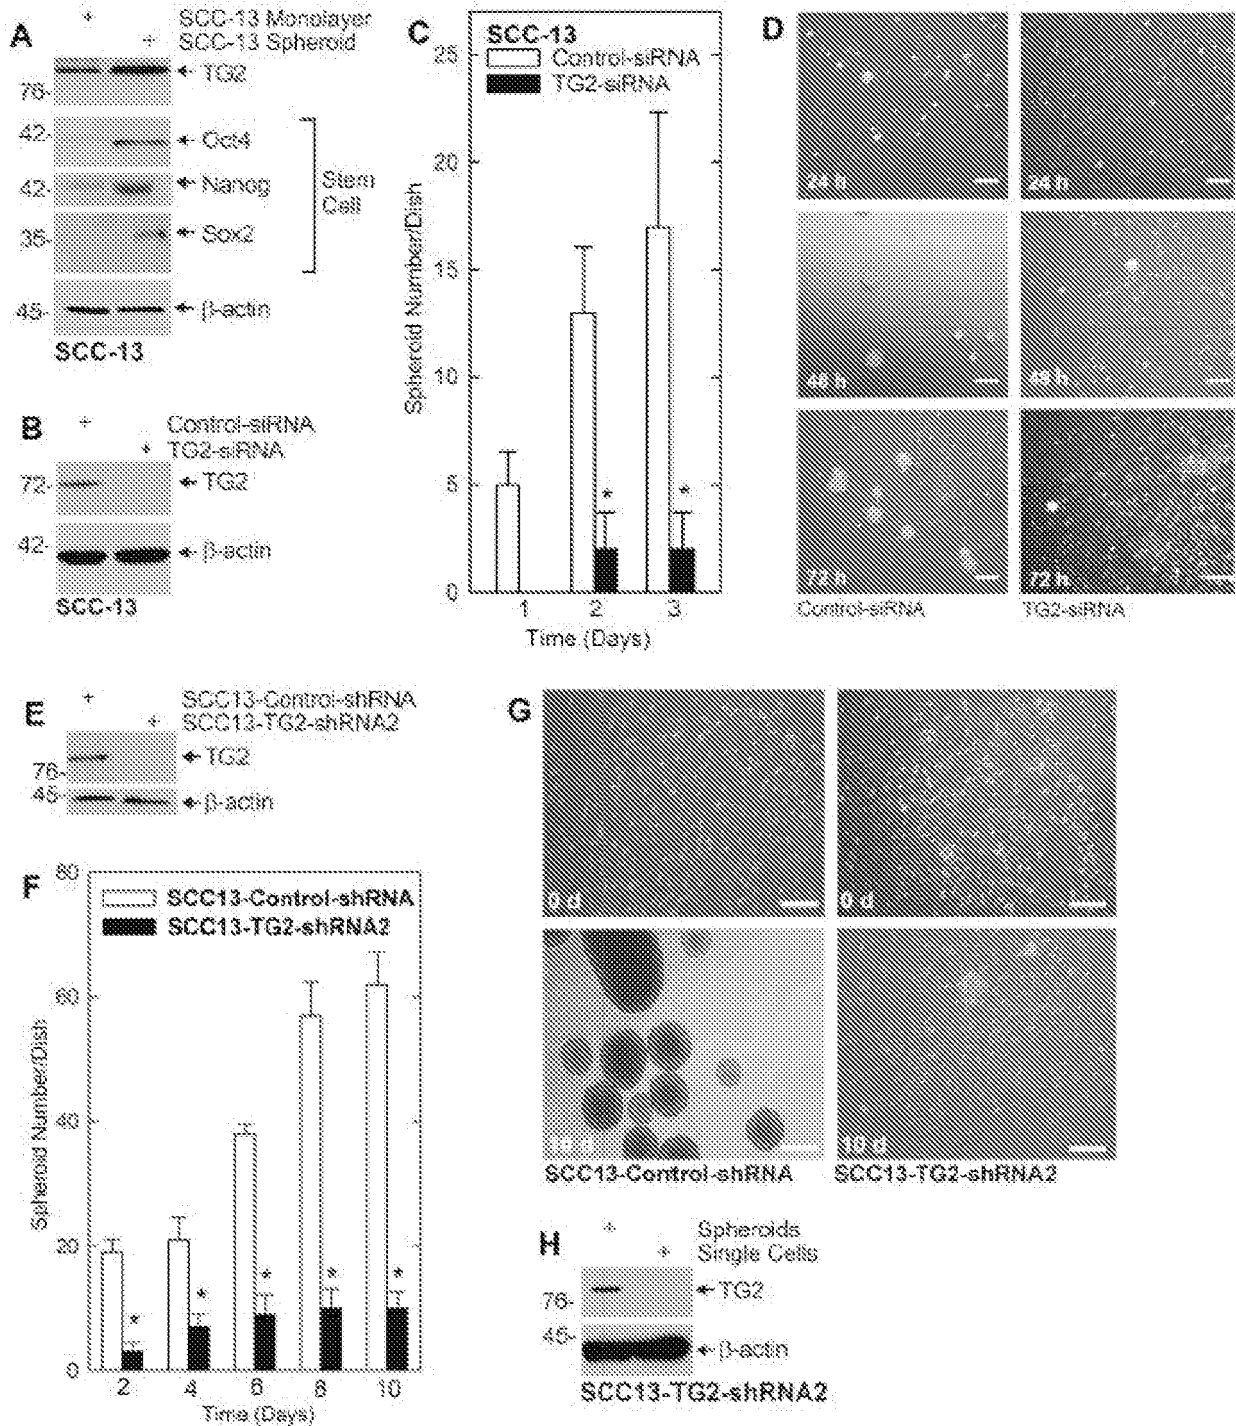 A
+ SCC-13 Monolayer
+ SCC-13 Spheroid
76-
TG2
42-
Oct4
42-
Nanog
35-
Sox2
Stem
Cell
45-
β-actin
SCC-13
B
+ Control-siRNA
+ TG2-siRNA
72-
TG2
42-
β-actin
SCC-13
C
SCC-13
Control-siRNA
TG2-siRNA
Spheroid Number/Dish
25
20
15
10
5
0
* *
1 2 3
Time (Days)
D
24 h 24 h
48 h 48 h
72 h 72 h
Control-siRNA TG2-siRNA
E
+ SCC13-Control-shRNA
+ SCC13-TG2-shRNA2
76-
TG2
45-
β-actin
F
SCC13-Control-shRNA
SCC13-TG2-shRNA2
Spheroid Number/Dish
80
60
40
20
0
* * * * *
2 4 6 8 10
Time (Days)
G
0 d 0 d
10 d 10 d
SCC13-Control-shRNA SCC13-TG2-shRNA2
H
+ Spheroids
+ Single Cells
76-
TG2
45-
β-actin
SCC13-TG2-shRNA2